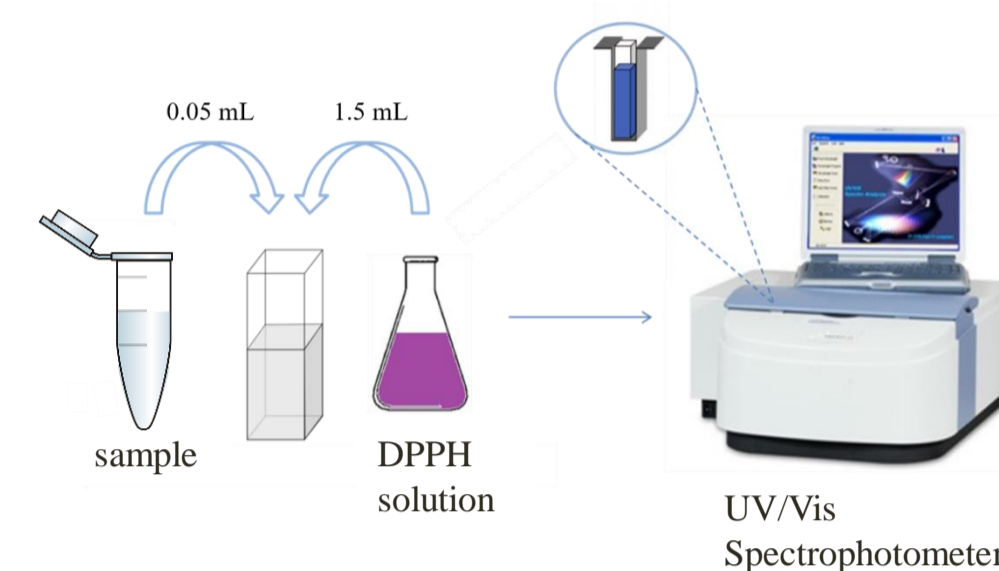 0.05 mL
1.5 mL
sample
DPPH
solution
UV/Vis
Spectrophotometer